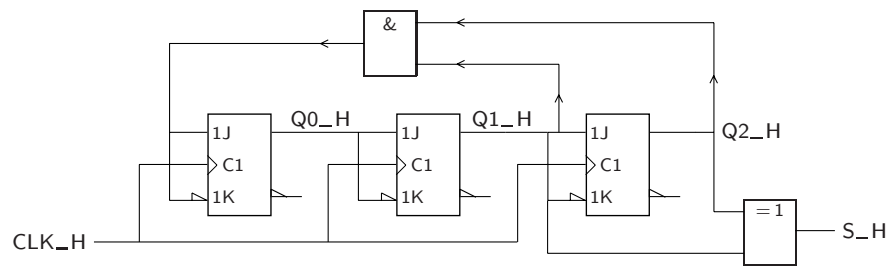 &
Q0_H Q1_H Q2_H
1J 1J 1J
C1 C1 C1
1K 1K 1K
= 1
CLK_H S_H